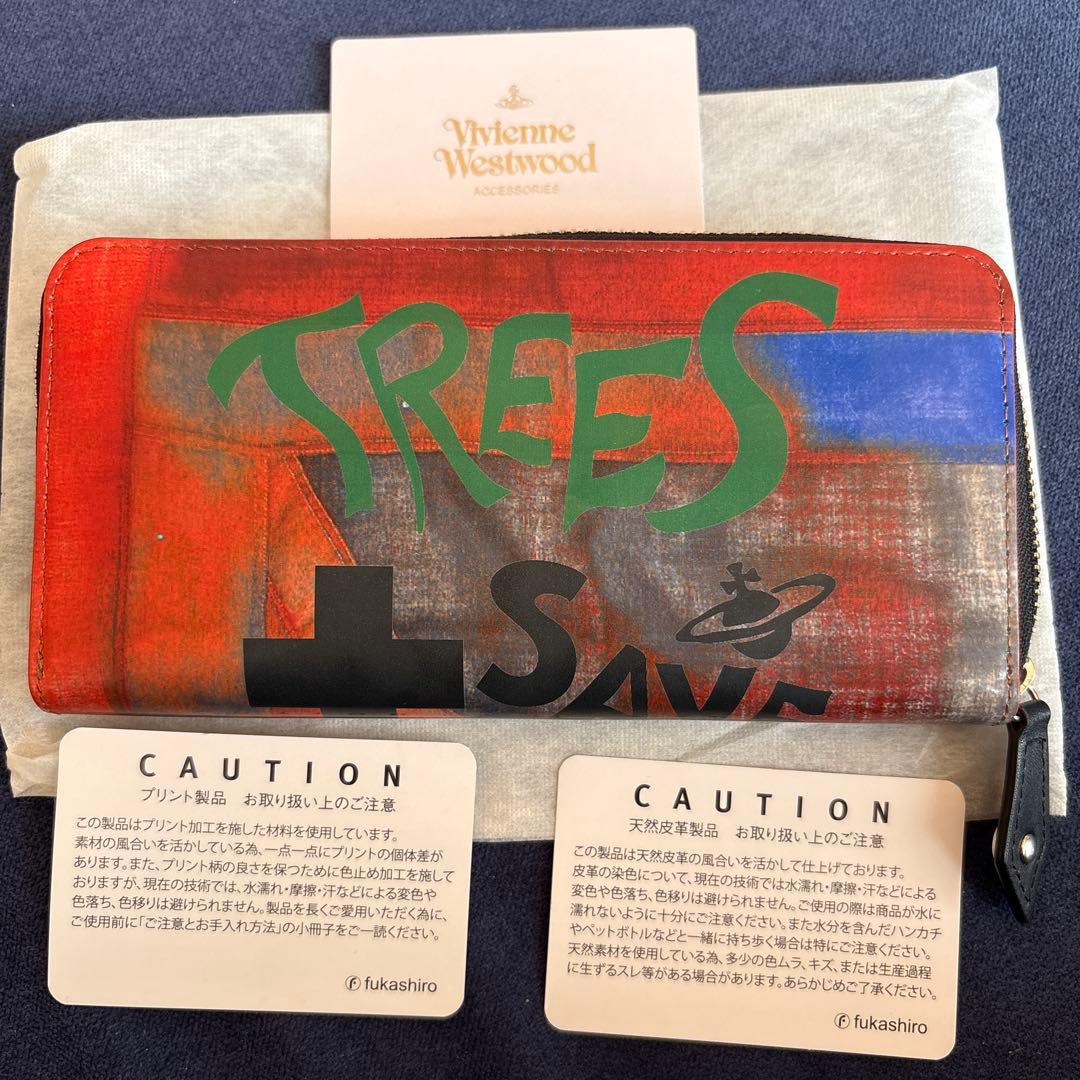 Vivienne
Westwood
ACCESSORIES
TREES
SAVE
CAUTION
プリント製品　お取り扱い上のご注意
この製品はプリント加工を施した材料を使用しています。
素材の風合いを活かしている為、一点一点にプリントの個体差が
あります。また、プリント柄の良さを保つために色止め加工を施して
おりますが、現在の技術では、水濡れ・摩擦・汗などによる変色や
色落ち、色移りは避けられません。製品を長くご愛用いただく為に、
ご使用前に「ご注意とお手入れ方法」の小冊子をご一読ください。
fukashiro
CAUTION
天然皮革製品　お取り扱い上のご注意
この製品は天然皮革の風合いを活かして仕上げております。
皮革の染色について、現在の技術では水濡れ・摩擦・汗などによる
変色や色落ち、色移りは避けられません。ご使用の際は商品が水に
濡れないように十分にご注意ください。また水分を含んだハンカチ
やペットボトルなどと一緒に持ち歩く場合は特にご注意ください。
天然素材を使用している為、多少の色ムラ、キズ、または生産過程
に生ずるスレ等がある場合があります。あらかじめご了承ください。
fukashiro